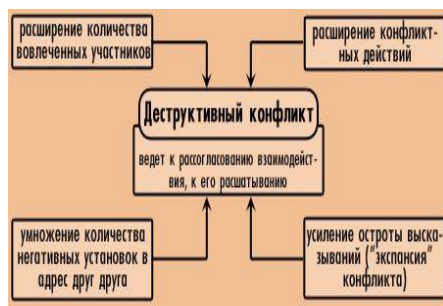 расширение количества
вовлеченных участников
расширение конфликт-
ных действий
Деструктивный конфликт
ведет к рассогласованию взаимодейст-
вия, к его расшатыванию
умножение количества
негативных установок в
адрес друг друга
усиление остроты выска-
зываний ("экспансия"
конфликта)